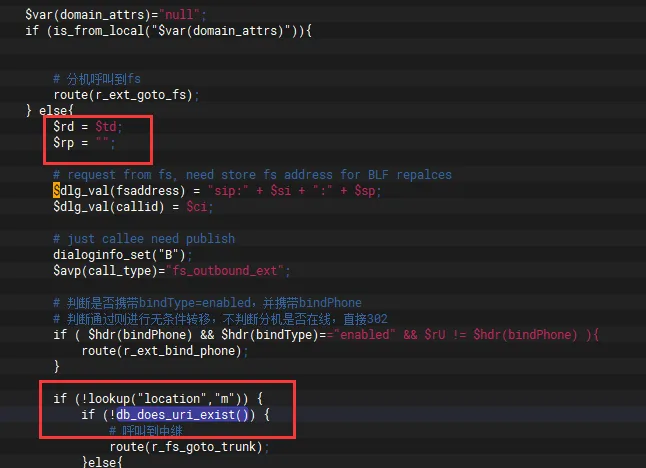 $var(domain_attrs)="null";
if (is_from_local("$var(domain_attrs)")){
# 分机呼叫到fs
route(r_ext_goto_fs);
} else{
$rd = $td;
$rp = "";
# request from fs, need store fs address for BLF repalces
$dlg_val(fsaddress) = "sip:" + $si + ":" + $sp;
$dlg_val(callid) = $ci;
# just callee need publish
dialoginfo_set("B");
$avp(call_type)="fs_outbound_ext";
# 判断是否携带bindType=enabled，并携带bindPhone
# 判断通过则进行无条件转移，不判断分机是否在线，直接302
if ( $hdr(bindPhone) && $hdr(bindType)=="enabled" && $rU != $hdr(bindPhone) ){
route(r_ext_bind_phone);
}
if (!lookup("location","m")) {
if (!db_does_uri_exist()) {
# 呼叫到中继
route(r_fs_goto_trunk);
}else{